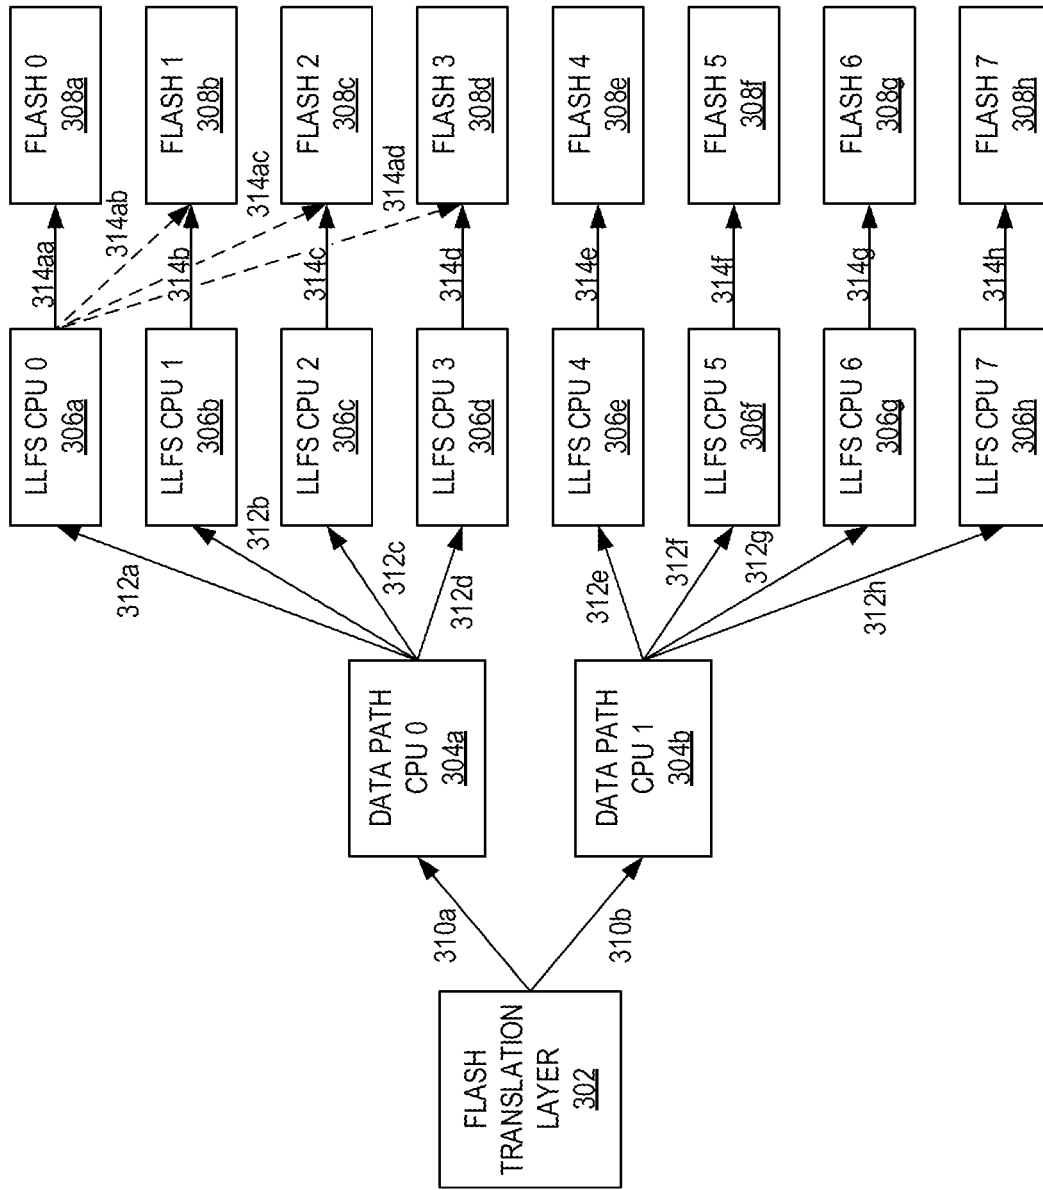 FLASH
TRANSLATION
LAYER
302
310a
310b
DATA PATH
CPU 0
304a
DATA PATH
CPU 1
304b
312a
312b
312c
312d
312e
312f
312g
312h
LLFS CPU 0
306a
LLFS CPU 1
306b
LLFS CPU 2
306c
LLFS CPU 3
306d
LLFS CPU 4
306e
LLFS CPU 5
306f
LLFS CPU 6
306g
LLFS CPU 7
306h
314aa
314ab
314b
314ac
314c
314ad
314d
314e
314f
314g
314h
FLASH 0
308a
FLASH 1
308b
FLASH 2
308c
FLASH 3
308d
FLASH 4
308e
FLASH 5
308f
FLASH 6
308g
FLASH 7
308h